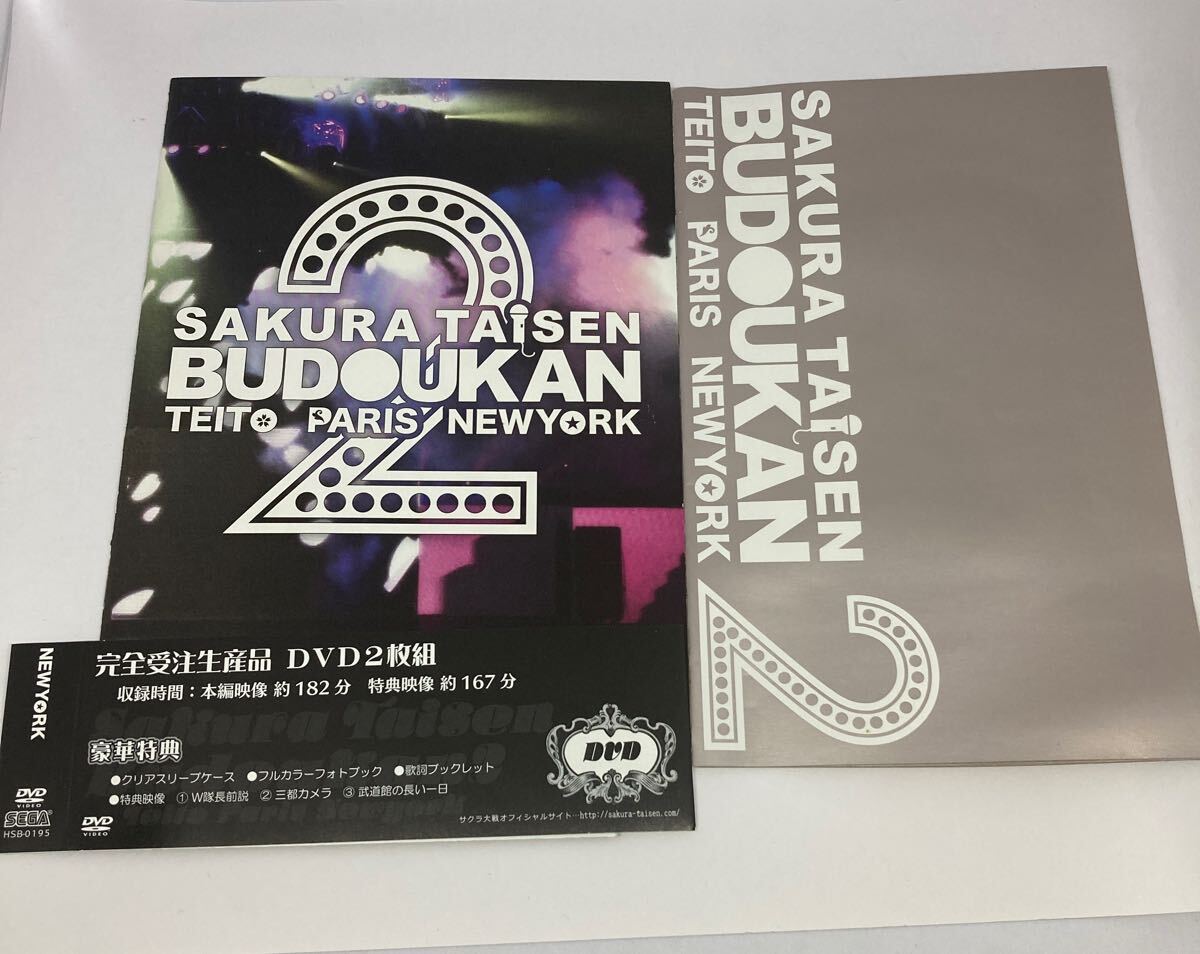 2
SAKURA TAISEN
BUDOUKAN
TEITO PARIS NEWYORK
SAKURA TAISEN
BUDOUKAN
TEITO PARIS NEWYORK
2
NEWYORK
DVD
VIDEO
SEGA
HSB-0195
完全受注生産品 DVD2枚組
収録時間:本編映像 約182分 特典映像 約167分
Sakura Taisen
豪華特典
DVD
●クリアスリーブケース ●フルカラーフォトブック ●歌詞ブックレット
●特典映像 ① W隊長前説 ② 三都カメラ ③ 武道館の長い一日
DVD
VIDEO
サクラ大戦オフィシャルサイト…http://sakura-taisen.com/